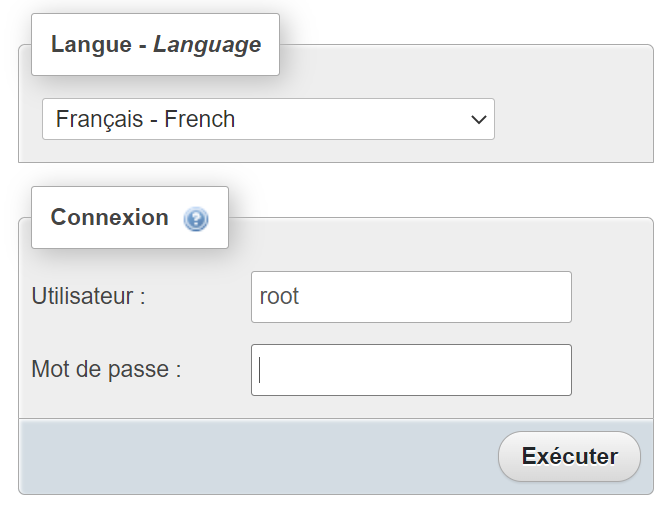 Langue - Language
Français - French
Connexion
Utilisateur :
root
Mot de passe :
Exécuter